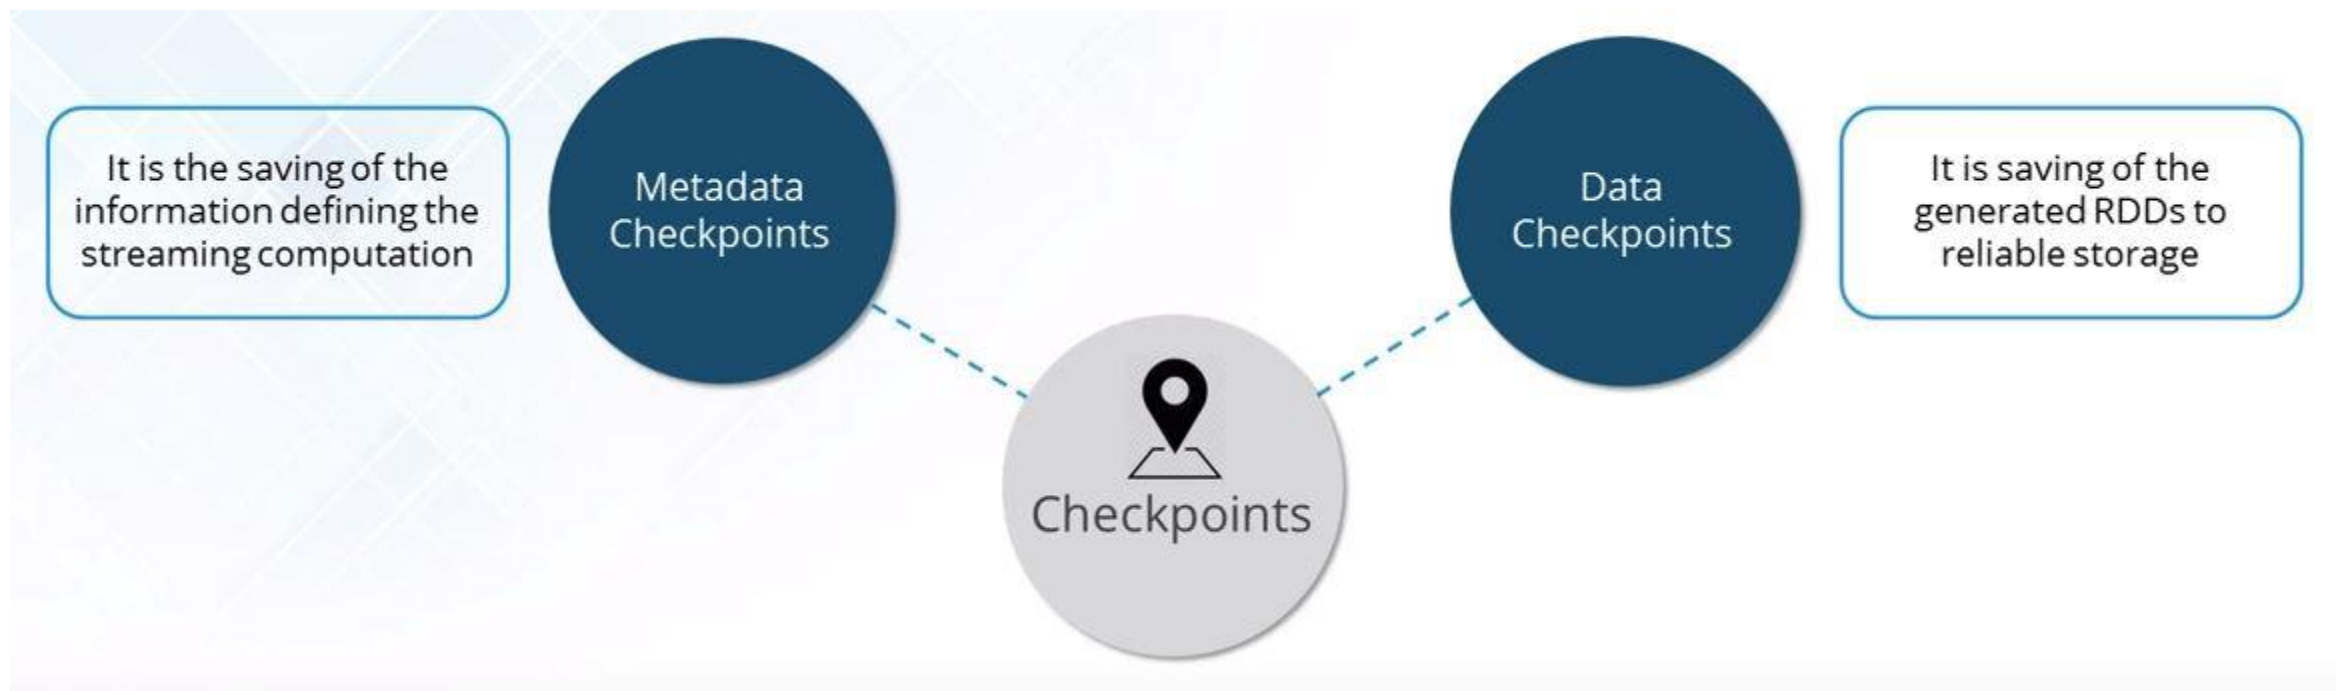 It is the saving of the
information defining the
streaming computation
Metadata
Checkpoints
Data
Checkpoints
It is saving of the
generated RDDs to
reliable storage
Checkpoints